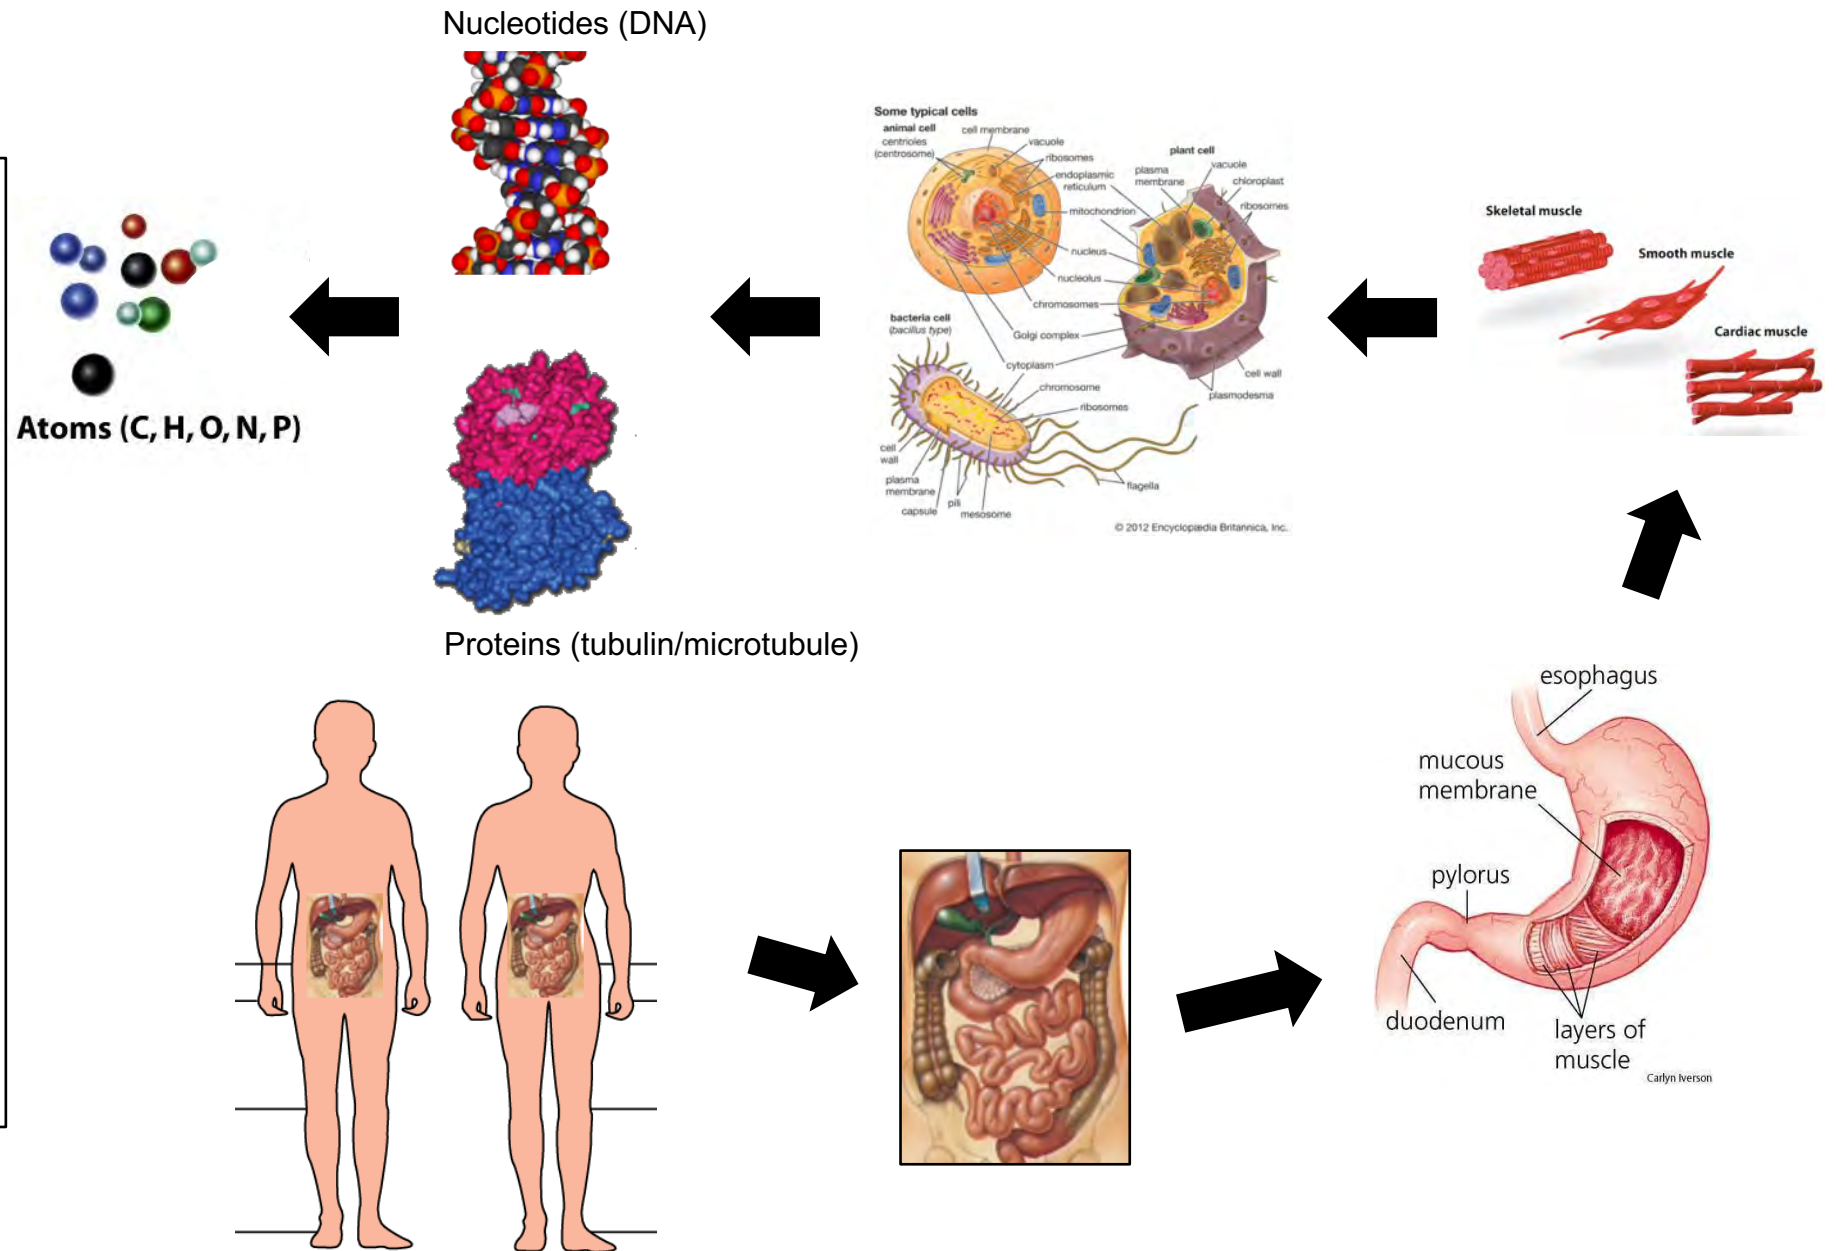 Nucleotides (DNA)
Atoms (C, H, O, N, P)
Proteins (tubulin/microtubule)
Some typical cells
animal cell
centrioles
(centrosome)
cell membrane
vacuole
ribosomes
endoplasmic
reticulum
mitochondrion
nucleus
nucleolus
chromosomes
Golgi complex
cytoplasm
plant cell
plasma
membrane
vacuole
chloroplast
ribosomes
cell wall
plasmodesma
bacteria cell
(bacillus type)
chromosome
ribosomes
cell
wall
plasma
membrane
capsule
pili
mesosome
flagella
© 2012 Encyclopædia Britannica, Inc.
Skeletal muscle
Smooth muscle
Cardiac muscle
esophagus
mucous
membrane
pylorus
duodenum
layers of
muscle
Carlyn Iverson